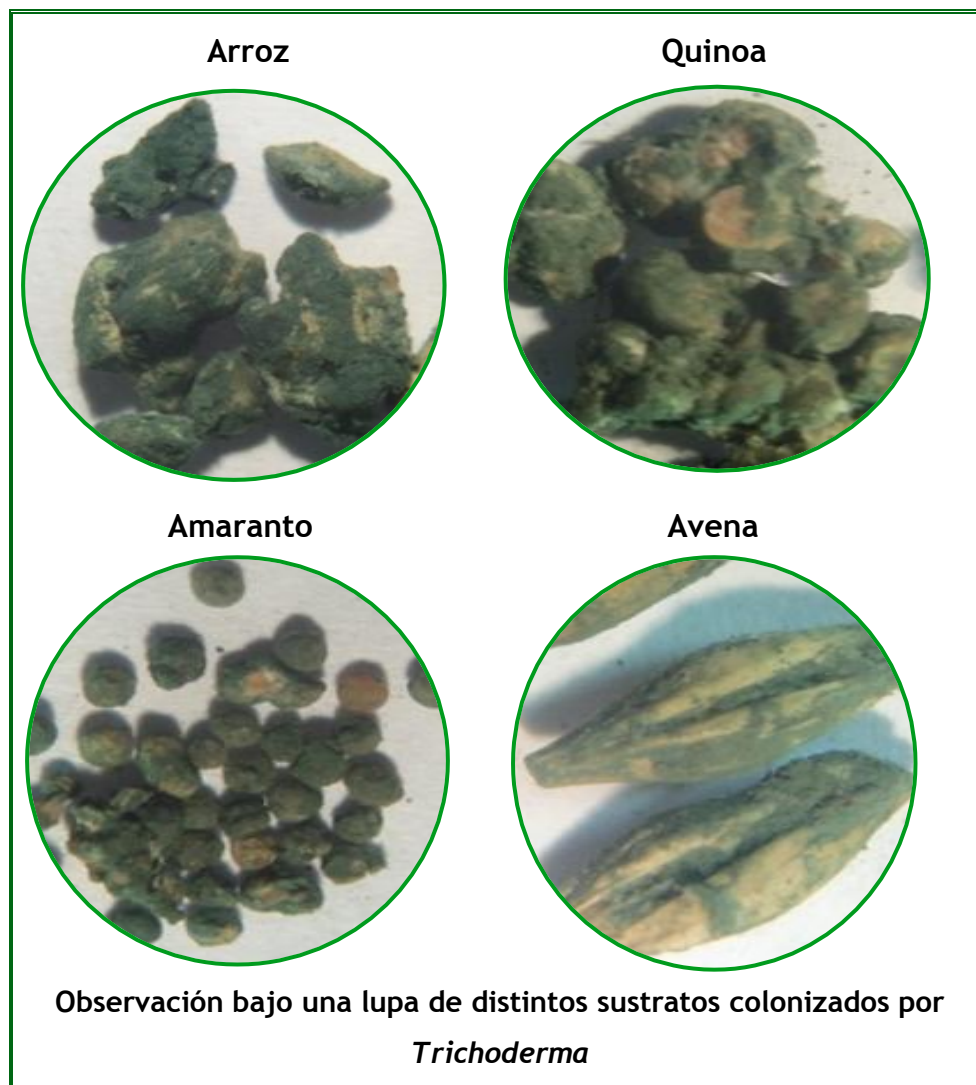 Arroz
Quinoa
Amaranto
Avena
Observación bajo una lupa de distintos sustratos colonizados por
Trichoderma